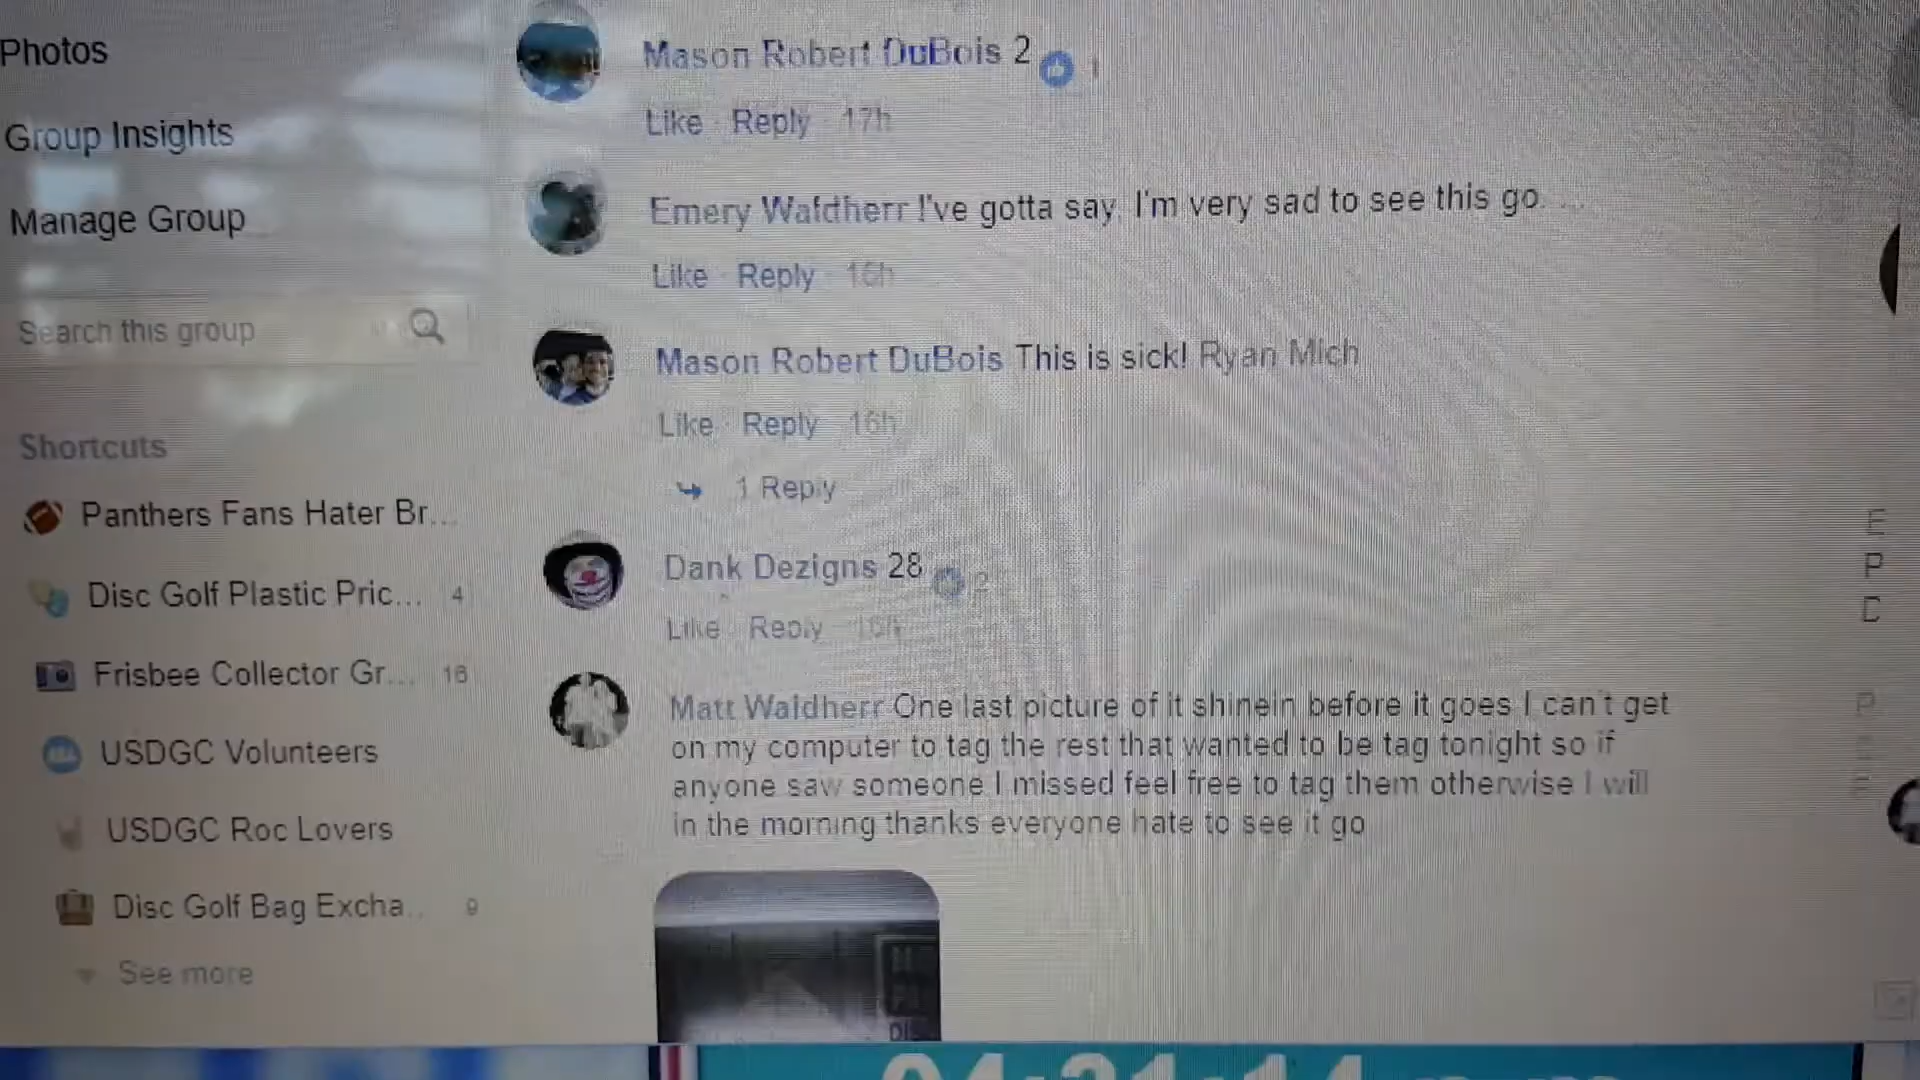 Photos
Group Insights
Manage Group
Search this group
Shortcuts
Panthers Fans Hater Br...
Disc Golf Plastic Pric... 4
Frisbee Collector Gr... 16
USDGC Volunteers
USDGC Roc Lovers
Disc Golf Bag Excha... 9
See more
Mason Robert DuBois 2 1
Like Reply 17h
Emery Waldherr I've gotta say, I'm very sad to see this go. ...
Like Reply 16h
Mason Robert DuBois This is sick! Ryan Mich
Like Reply 16h
1 Reply
Dank Dezigns 28 2
Like Reply 16h
Matt Waldherr One last picture of it shinein before it goes I can't get
on my computer to tag the rest that wanted to be tag tonight so if
anyone saw someone I missed feel free to tag them otherwise I will
in the morning thanks everyone hate to see it go
E
P
C
P